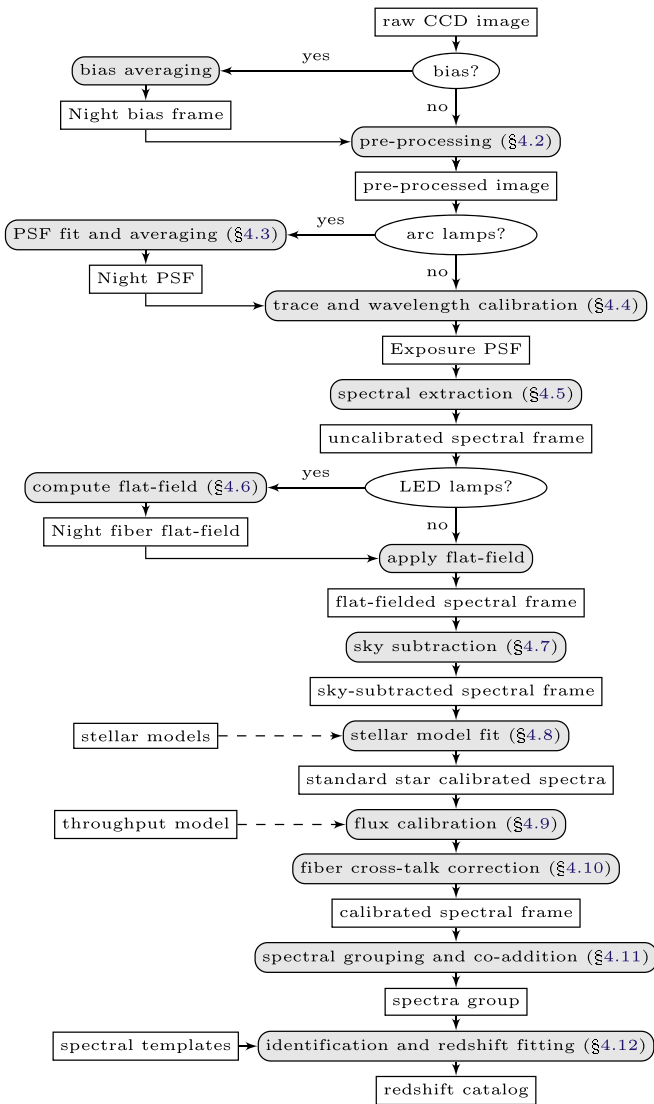 raw CCD image
yes
bias averaging
bias?
Night bias frame
no
pre-processing (§4.2)
pre-processed image
yes
PSF fit and averaging (§4.3)
arc lamps?
Night PSF
no
trace and wavelength calibration (§4.4)
Exposure PSF
spectral extraction (§4.5)
uncalibrated spectral frame
yes
compute flat-field (§4.6)
LED lamps?
Night fiber flat-field
no
apply flat-field
flat-fielded spectral frame
sky subtraction (§4.7)
sky-subtracted spectral frame
stellar models
stellar model fit (§4.8)
standard star calibrated spectra
throughput model
flux calibration (§4.9)
fiber cross-talk correction (§4.10)
calibrated spectral frame
spectral grouping and co-addition (§4.11)
spectra group
spectral templates
identification and redshift fitting (§4.12)
redshift catalog